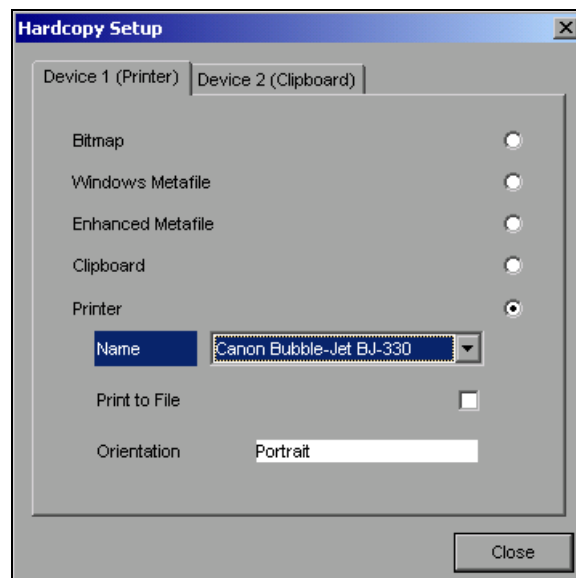 Hardcopy Setup
Device 1 (Printer) Device 2 (Clipboard)
Bitmap
Windows Metafile
Enhanced Metafile
Clipboard
Printer
Name Canon Bubble-Jet BJ-330
Print to File
Orientation Portrait
Close